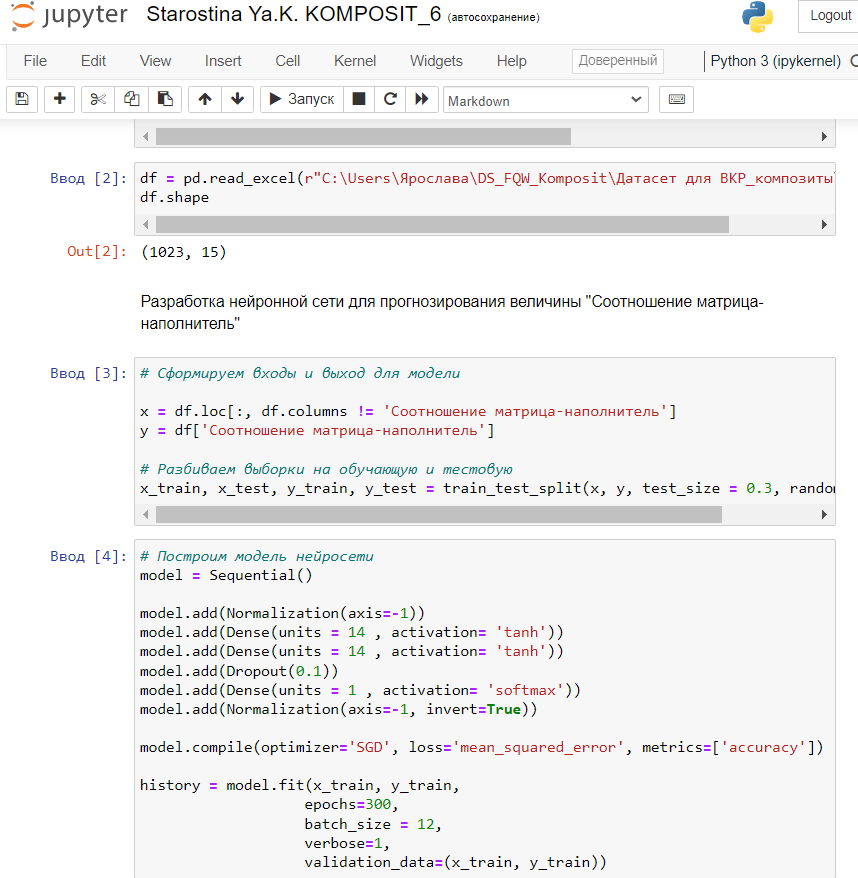 jupyter Starostina Ya.K. KOMPOSIT_6 (автосохранение) Logout
File Edit View Insert Cell Kernel Widgets Help Доверенный Python 3 (ipykernel)
Запуск Markdown
Ввод [2]: df = pd.read_excel(r"C:\Users\Ярослава\DS_FQW_Komposit\Датасет для ВКР_композиты\
df.shape
Out[2]: (1023, 15)
Разработка нейронной сети для прогнозирования величины "Соотношение матрица-
наполнитель"
Ввод [3]: # Сформируем входы и выход для модели
x = df.loc[:, df.columns != 'Соотношение матрица-наполнитель']
y = df['Соотношение матрица-наполнитель']
# Разбиваем выборки на обучающую и тестовую
x_train, x_test, y_train, y_test = train_test_split(x, y, test_size = 0.3, rando
Ввод [4]: # Построим модель нейросети
model = Sequential()
model.add(Normalization(axis=-1))
model.add(Dense(units = 14 , activation= 'tanh'))
model.add(Dense(units = 14 , activation= 'tanh'))
model.add(Dropout(0.1))
model.add(Dense(units = 1 , activation= 'softmax'))
model.add(Normalization(axis=-1, invert=True))
model.compile(optimizer='SGD', loss='mean_squared_error', metrics=['accuracy'])
history = model.fit(x_train, y_train,
epochs=300,
batch_size = 12,
verbose=1,
validation_data=(x_train, y_train))